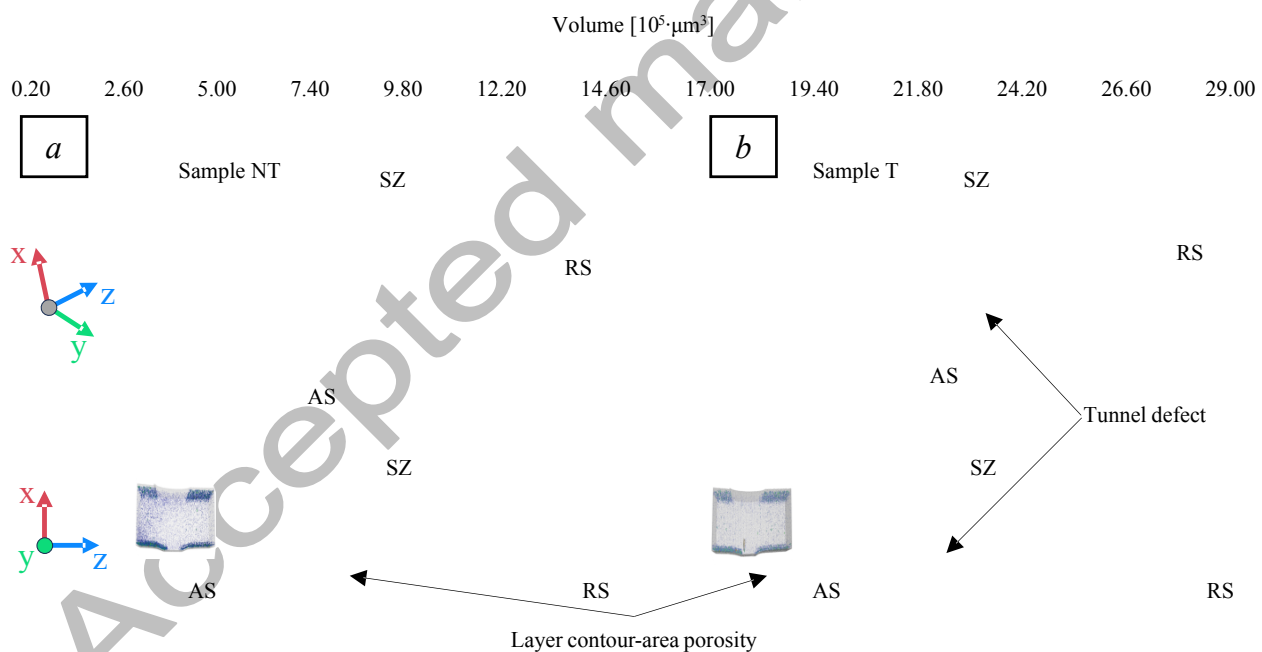 Volume [10⁵·μm³]
0.20 2.60 5.00 7.40 9.80 12.20 14.60 17.00 19.40 21.80 24.20 26.60 29.00
a
Sample NT
SZ
b
Sample T
SZ
RS
RS
x
z
y
AS
AS
Tunnel defect
SZ
SZ
x
y
z
AS
RS
AS
RS
Layer contour-area porosity
Accepted ma